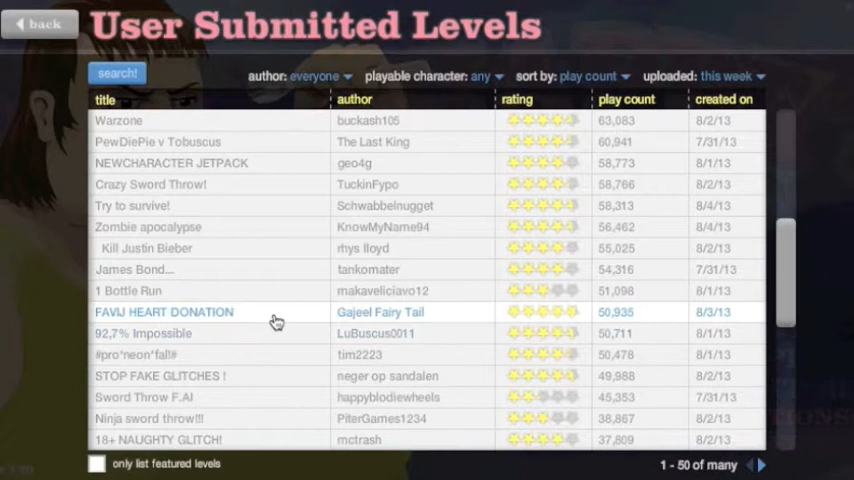 back User Submitted Levels
search! author: everyone playable character: any sort by: play count uploaded: this week
title author rating play count created on
Warzone buckash105 63,083 8/2/13
PewDiePie v Tobuscus The Last King 60,941 7/31/13
NEWCHARACTER JETPACK geo4g 58,773 8/1/13
Crazy Sword Throw! TuckinFypo 58,766 8/2/13
Try to survive! Schwabbelnugget 58,313 8/4/13
Zombie apocalypse KnowMyName94 56,462 8/4/13
Kill Justin Bieber rhys lloyd 55,025 8/2/13
James Bond... tankomater 54,316 7/31/13
1 Bottle Run makaveliciavo12 51,098 8/1/13
FAVIJ HEART DONATION Gajeel Fairy Tail 50,935 8/3/13
92,7% Impossible LuBuscus0011 50,711 8/1/13
#pro*neon*fal!# tim2223 50,478 8/1/13
STOP FAKE GLITCHES ! neger op sandalen 49,988 8/2/13
Sword Throw F.AI happyblodiewheels 45,353 7/31/13
Ninja sword throw!!! PiterGames1234 38,867 8/2/13
18+ NAUGHTY GLITCH! mctrash 37,809 8/2/13
only list featured levels 1 - 50 of many